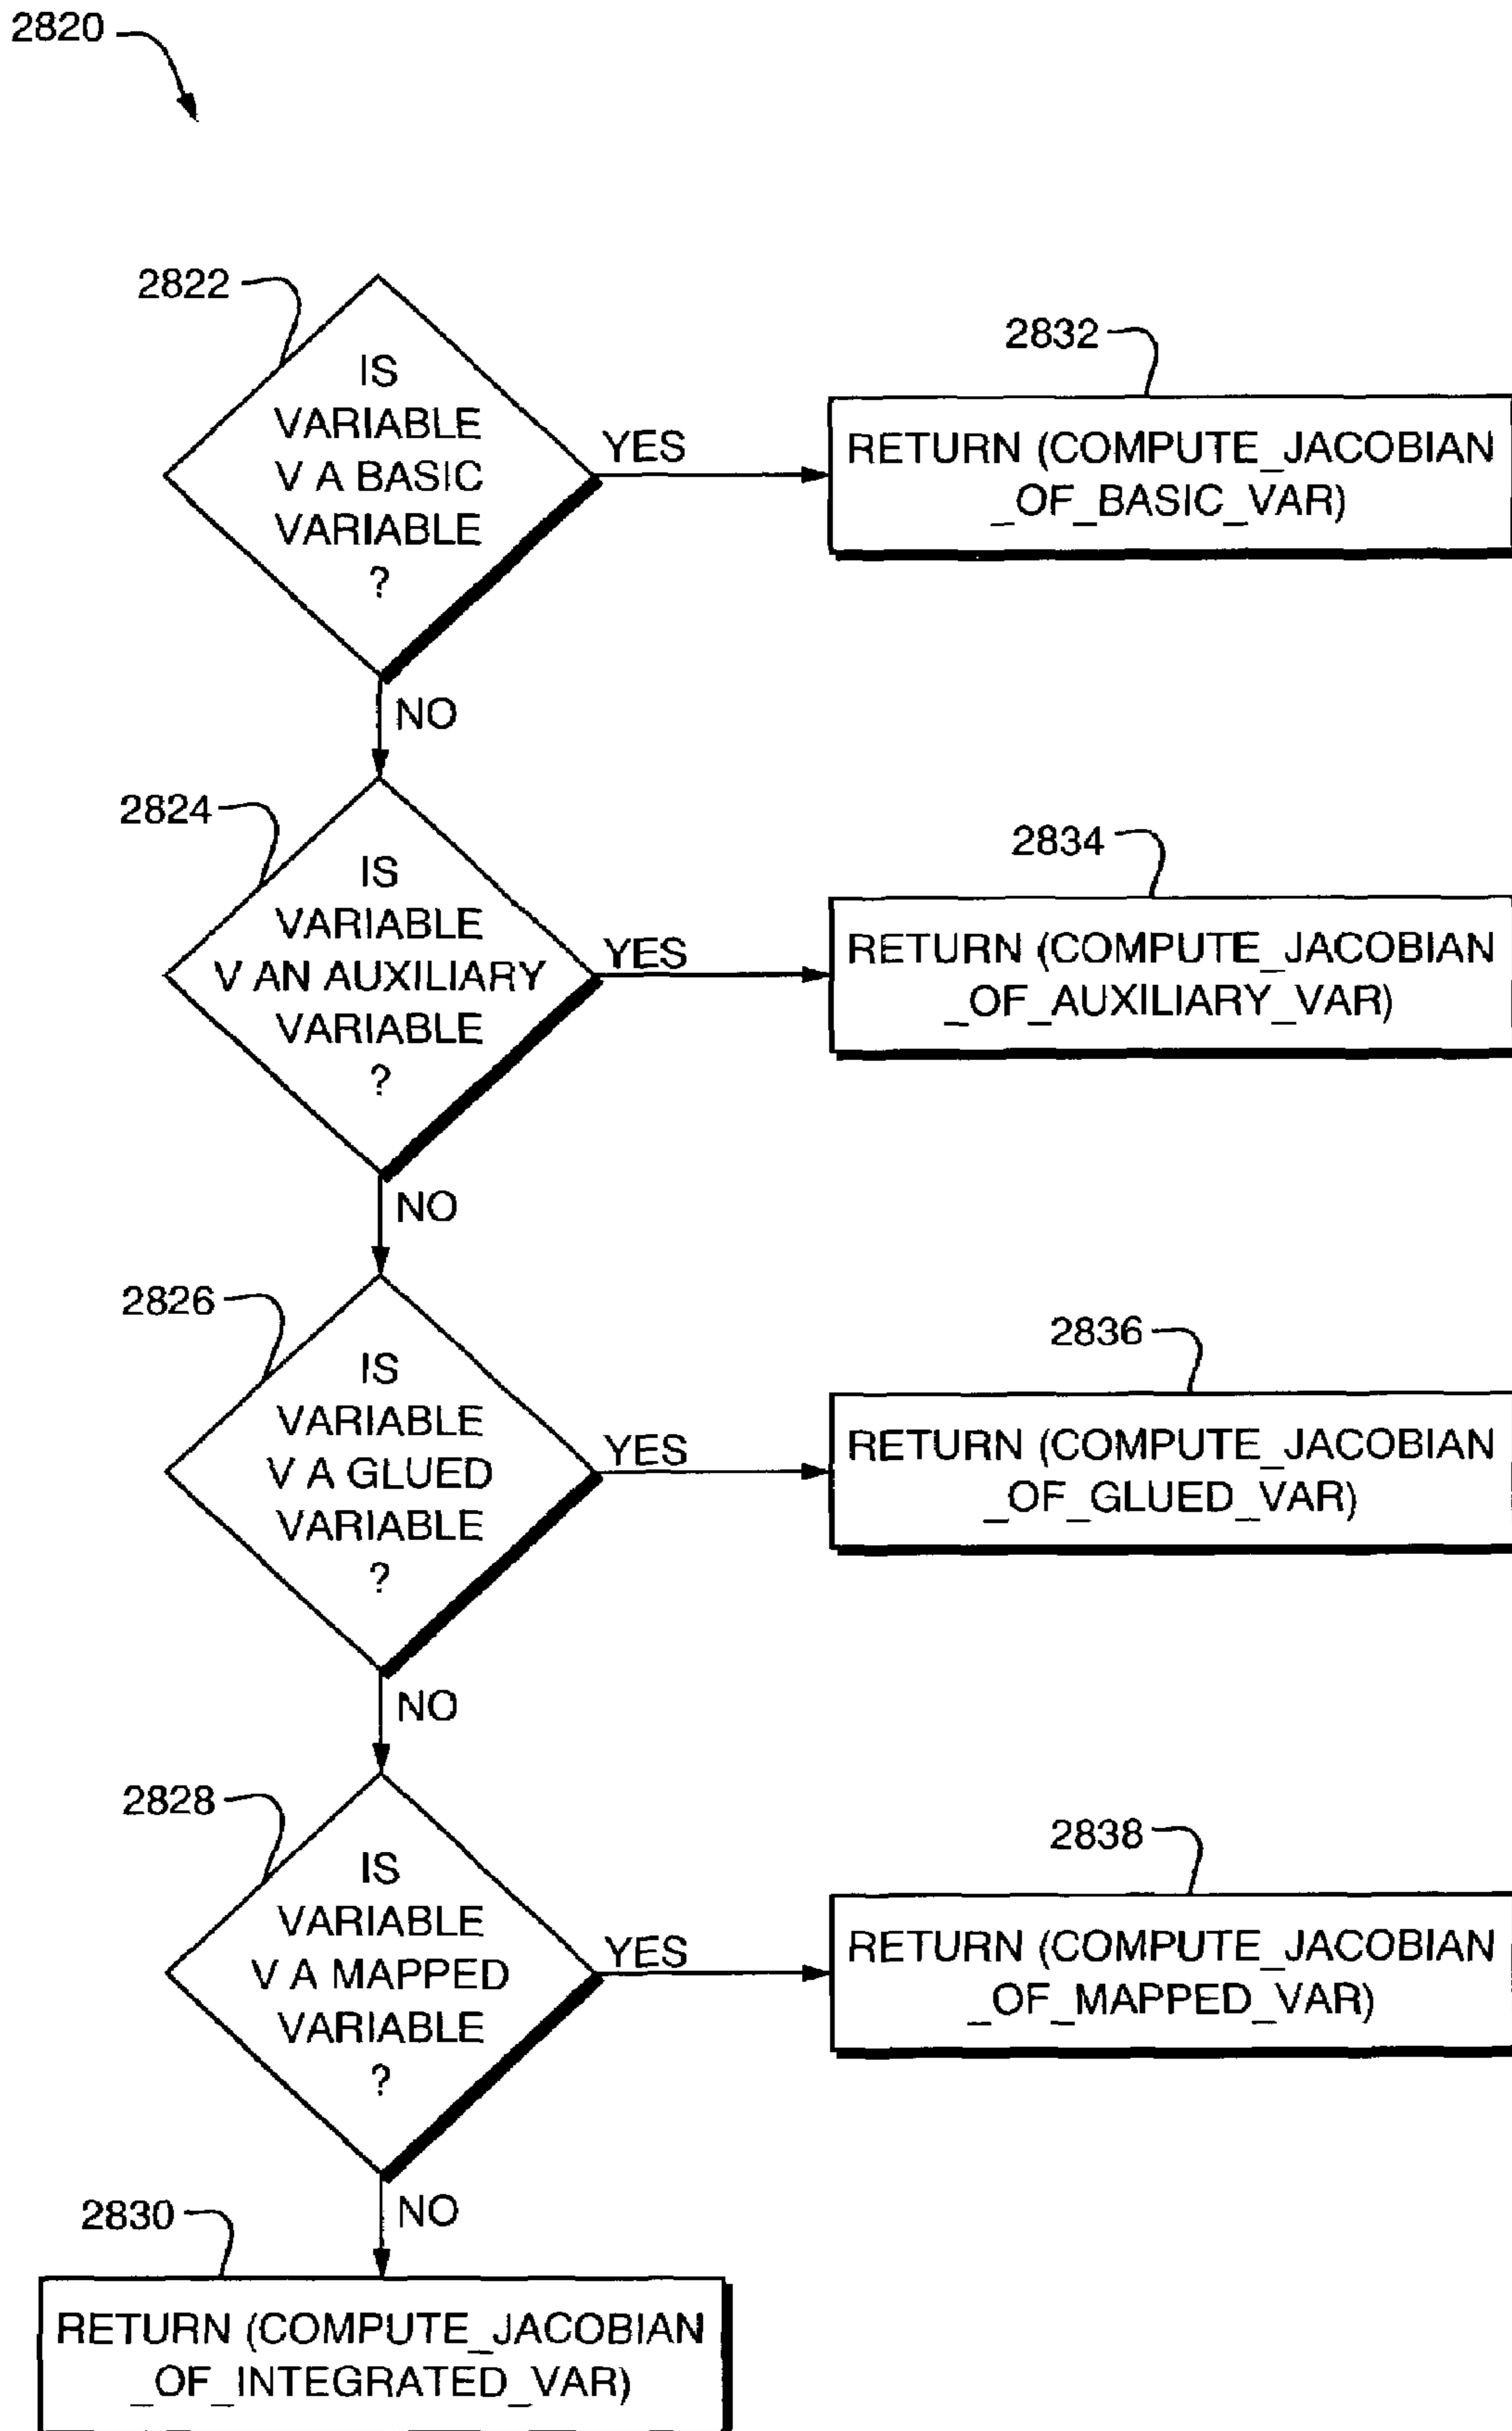 2820
2822
IS
VARIABLE
V A BASIC
VARIABLE
?
YES
NO
2832
RETURN (COMPUTE_JACOBIAN
_OF_BASIC_VAR)
2824
IS
VARIABLE
V AN AUXILIARY
VARIABLE
?
YES
NO
2834
RETURN (COMPUTE_JACOBIAN
_OF_AUXILIARY_VAR)
2826
IS
VARIABLE
V A GLUED
VARIABLE
?
YES
NO
2836
RETURN (COMPUTE_JACOBIAN
_OF_GLUED_VAR)
2828
IS
VARIABLE
V A MAPPED
VARIABLE
?
YES
NO
2838
RETURN (COMPUTE_JACOBIAN
_OF_MAPPED_VAR)
2830
RETURN (COMPUTE_JACOBIAN
_OF_INTEGRATED_VAR)